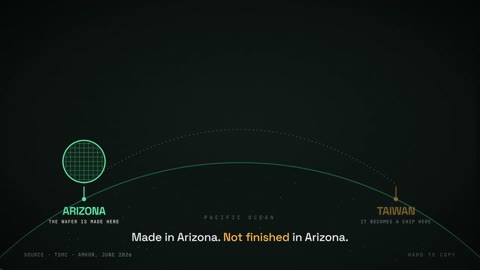 ARIZONA
THE WAFER IS MADE HERE
PACIFIC OCEAN
TAIWAN
IT BECOMES A CHIP HERE
Made in Arizona. Not finished in Arizona.
SOURCE · TSMC · AMKOR, JUNE 2026
HARD TO COPY